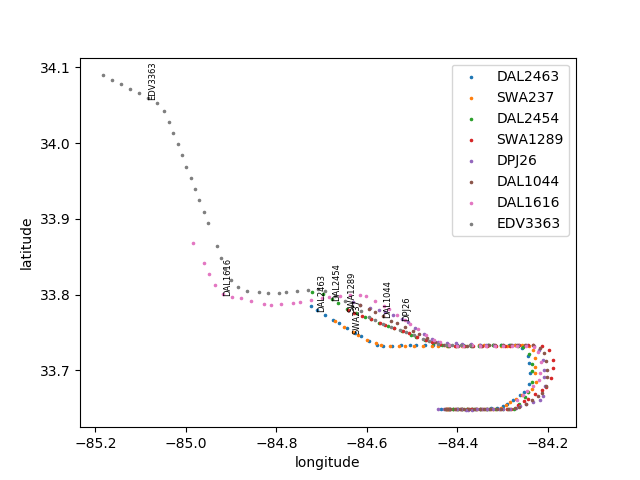 34.1
34.0
33.9
33.8
33.7
latitude
−85.2
−85.0
−84.8
−84.6
−84.4
−84.2
longitude
EDV3363
DAL1616
DAL2463
DAL2454
SWA1289
SWA237
DAL1044
DPJ26
DAL2463
SWA237
DAL2454
SWA1289
DPJ26
DAL1044
DAL1616
EDV3363